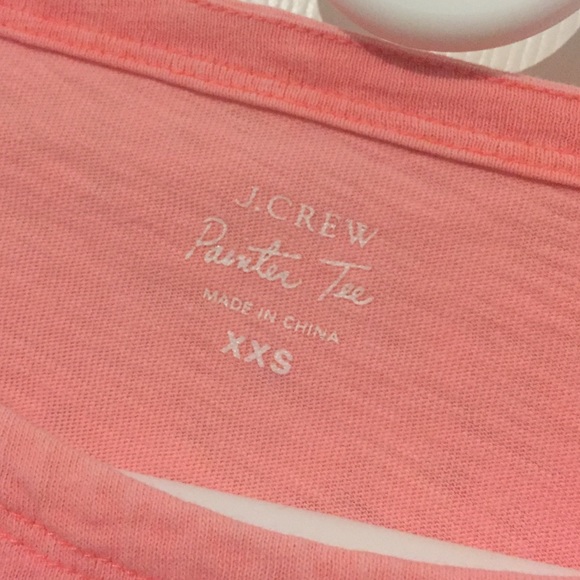 J.CREW
Painter Tee
MADE IN CHINA
XXS